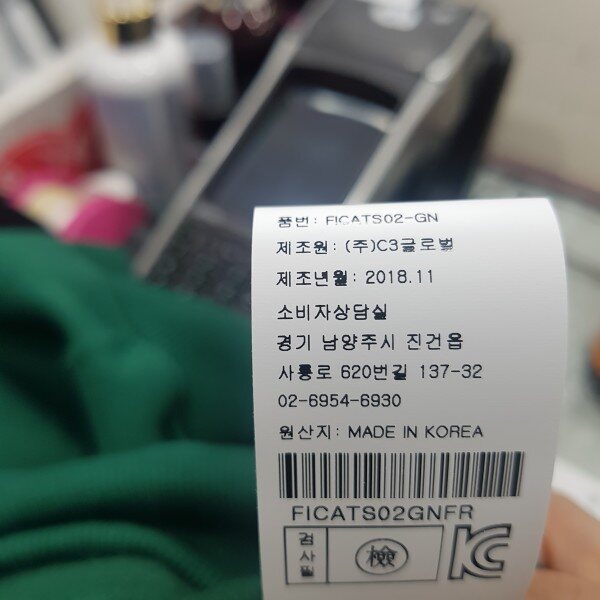 품번: FICATS02-GN
제조원: (주)C3글로벌
제조년월: 2018.11
소비자상담실
경기 남양주시 진건읍
사릉로 620번길 137-32
02-6954-6930
원산지: MADE IN KOREA
FICATS02GNFR
검사필 檢 KC